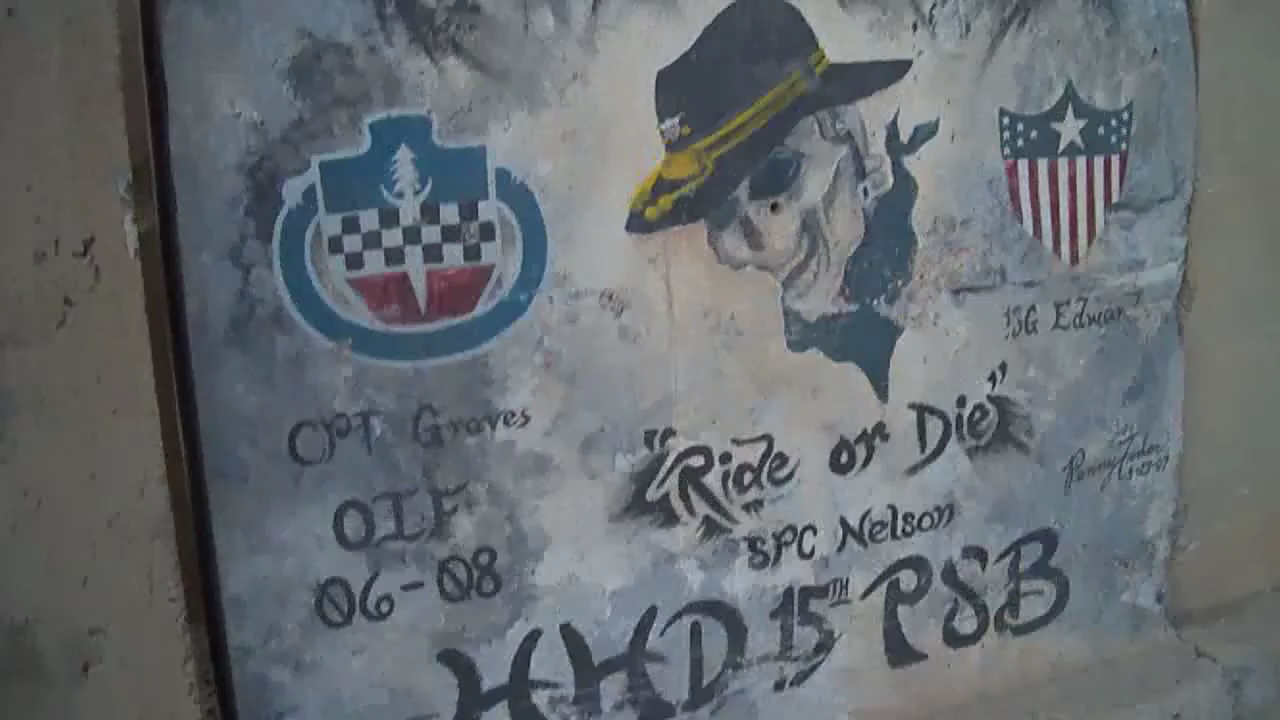 1SG Edwar
CPT Graves
"Ride or Die"
OIF
SPC Nelson
06-08
HHD 15TH PSB